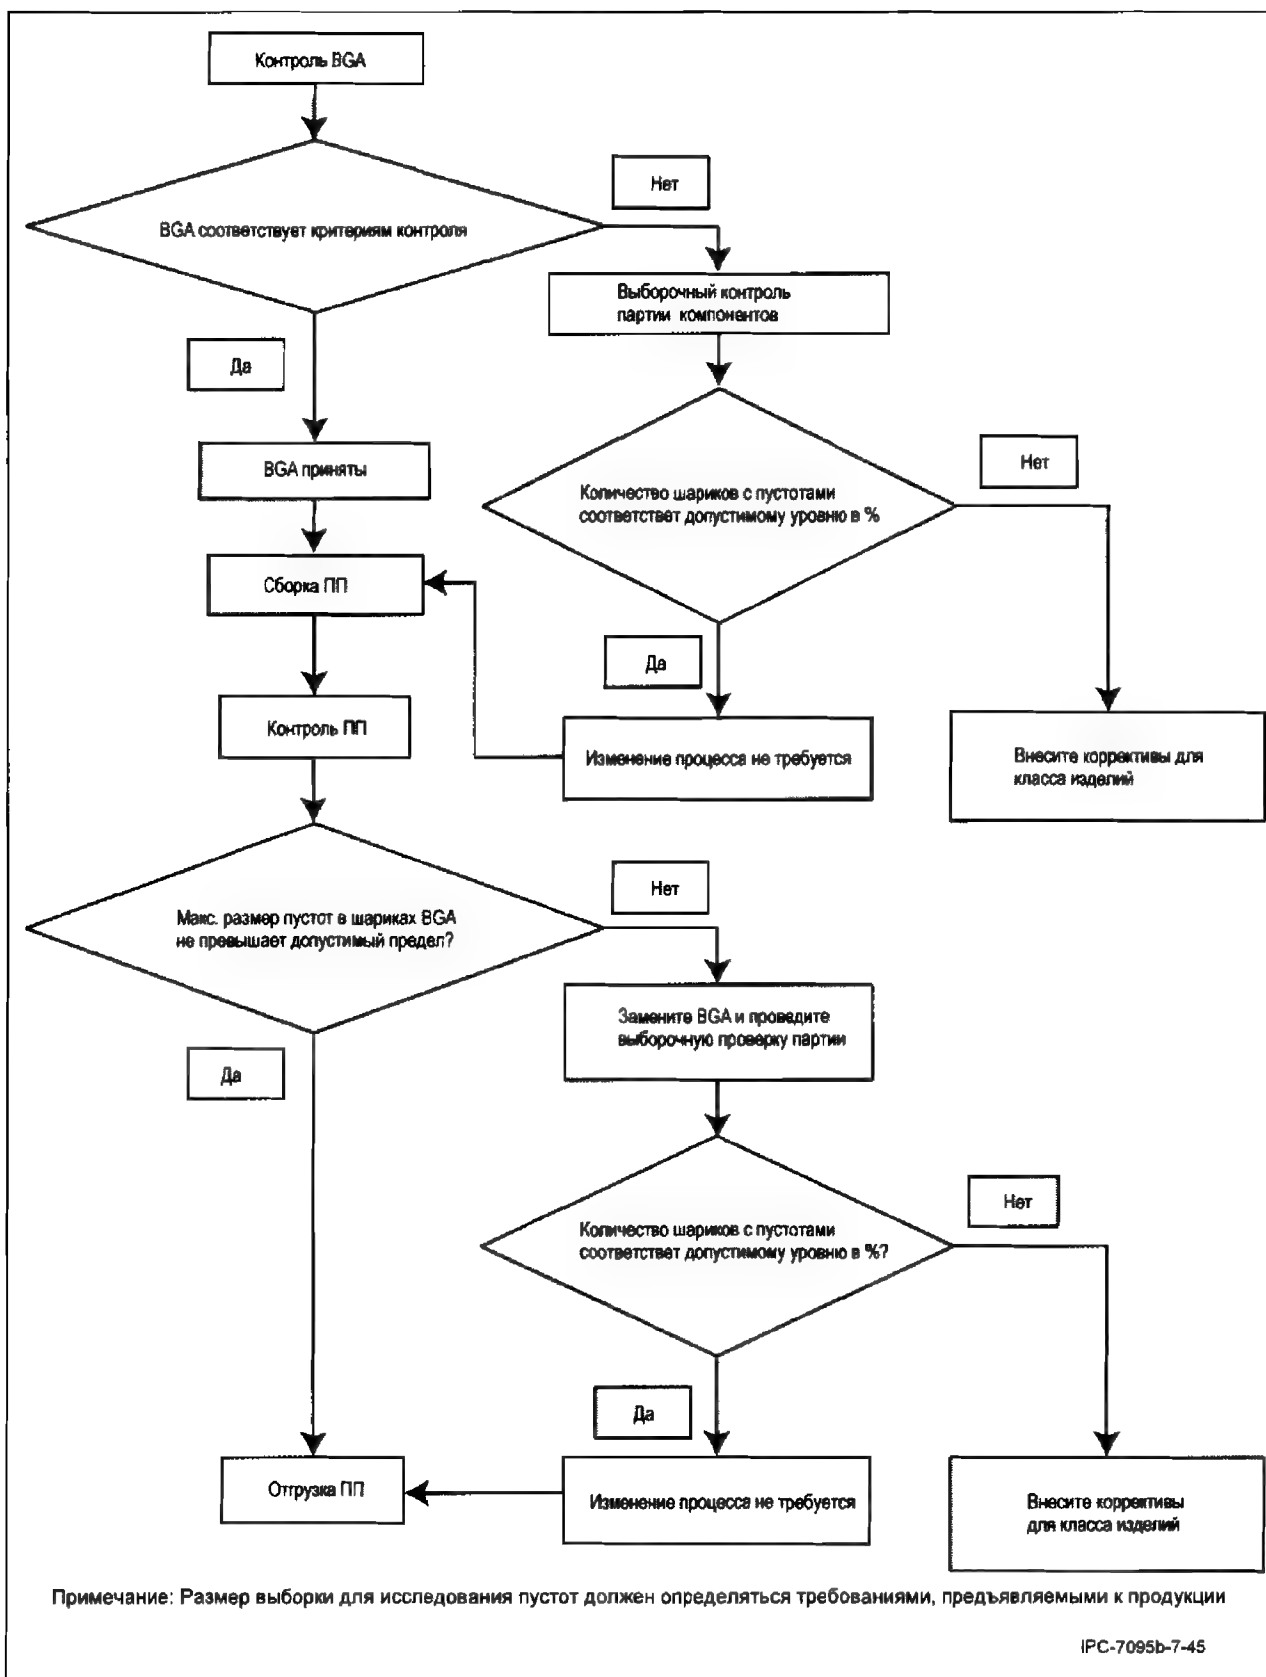 Контроль BGA
Нет
BGA соответствует критериям контроля
Выборочный контроль
партии компонентов
Да
BGA приняты
Нет
Количество шариков с пустотами
соответствет допустимому уровню в %
Сборка ПП
Да
Контроль ПП
Изменение процесса не требуется
Внесите коррективы для
класса изделий
Нет
Макс. размер пустот в шариках BGA
не превышает допустимый предел?
Замените BGA и проведите
выборочную проверку партии
Да
Нет
Количество шариков с пустотами
соответствет допустимому уровню в %?
Да
Отгрузка ПП
Изменение процесса не требуется
Внесите коррективы
для класса изделий
Примечание: Размер выборки для исследования пустот должен определяться требованиями, предъявляемыми к продукции
IPC-7095b-7-45